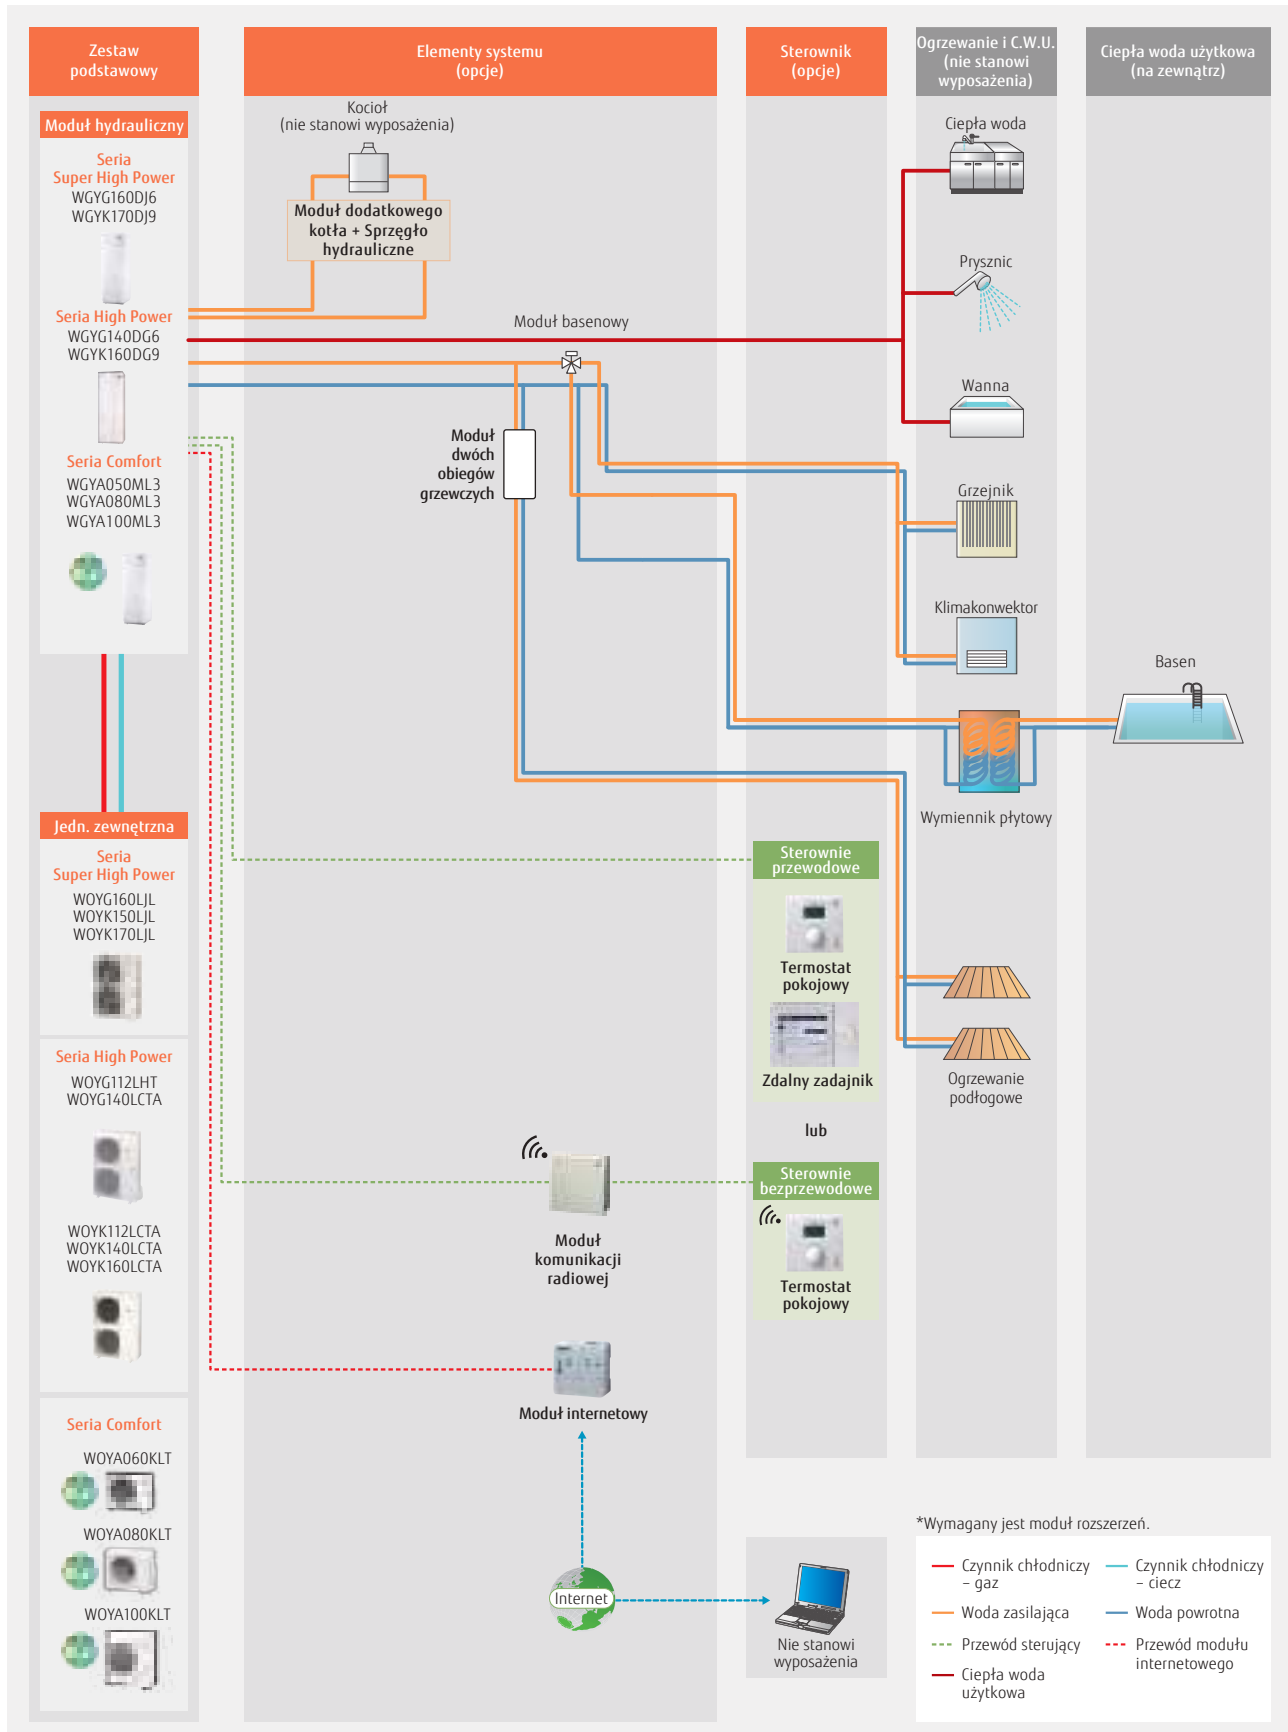 Zestaw
podstawowy
Elementy systemu
(opcje)
Sterownik
(opcje)
Ogrzewanie i C.W.U.
(nie stanowi
wyposażenia)
Ciepła woda użytkowa
(na zewnątrz)
Moduł hydrauliczny
Seria
Super High Power
WGYG160DJ6
WGYK170DJ9
Seria High Power
WGYG140DG6
WGYK160DG9
Seria Comfort
WGYA050ML3
WGYA080ML3
WGYA100ML3
Jedn. zewnętrzna
Seria
Super High Power
WOYG160LJL
WOYK150LJL
WOYK170LJL
Seria High Power
WOYG112LHT
WOYG140LCTA
WOYK112LCTA
WOYK140LCTA
WOYK160LCTA
Seria Comfort
WOYA060KLT
WOYA080KLT
WOYA100KLT
Kocioł
(nie stanowi wyposażenia)
Moduł dodatkowego
kotła + Sprzęgło
hydrauliczne
Moduł basenowy
Moduł
dwóch
obiegów
grzewczych
Moduł
komunikacji
radiowej
Moduł internetowy
Internet
Sterownie
przewodowe
Termostat
pokojowy
Zdalny zadajnik
lub
Sterownie
bezprzewodowe
Termostat
pokojowy
Nie stanowi
wyposażenia
Ciepła woda
Prysznic
Wanna
Grzejnik
Klimakonwektor
Wymiennik płytowy
Ogrzewanie
podłogowe
Basen
*Wymagany jest moduł rozszerzeń.
Czynnik chłodniczy
– gaz
Czynnik chłodniczy
– ciecz
Woda zasilająca
Woda powrotna
Przewód sterujący
Przewód modułu
internetowego
Ciepła woda
użytkowa